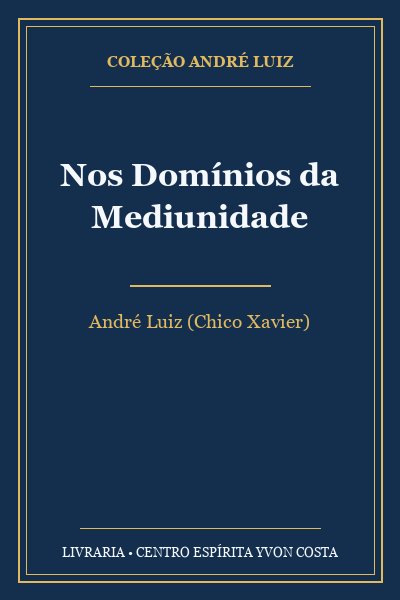 COLEÇÃO ANDRÉ LUIZ
Nos Domínios da
Mediunidade
André Luiz (Chico Xavier)
LIVRARIA • CENTRO ESPÍRITA YVON COSTA